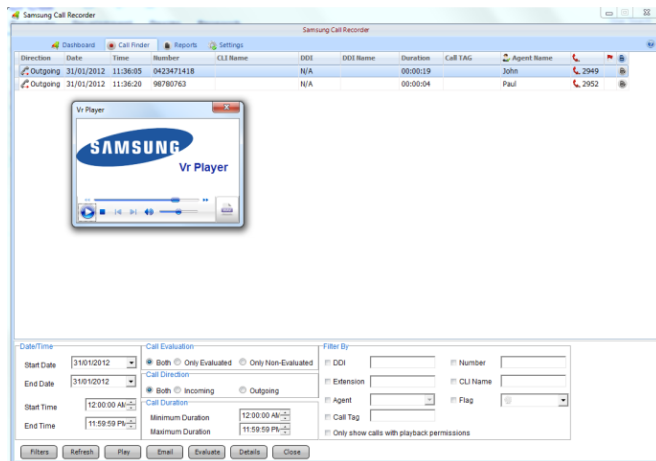 Samsung Call Recorder
Samsung Call Recorder
Dashboard Call Finder Reports Settings
Direction Date Time Number CLI Name DDI DDI Name Duration Call TAG Agent Name
Outgoing 31/01/2012 11:36:05 0423471418 N/A 00:00:19 John 2949
Outgoing 31/01/2012 11:36:20 98780763 N/A 00:00:04 Paul 2952
Vr Player
SAMSUNG
Vr Player
Date/Time Call Evaluation Filter By
Start Date 31/01/2012 Both Only Evaluated Only Non-Evaluated DDI Number
End Date 31/01/2012 Call Direction Extension CLI Name
Both Incoming Outgoing
Start Time 12:00:00 AM Call Duration Agent Flag
Minimum Duration 12:00:00 AM Call Tag
End Time 11:59:59 PM Maximum Duration 11:59:59 PM Only show calls with playback permissions
Filters Refresh Play Email Evaluate Details Close